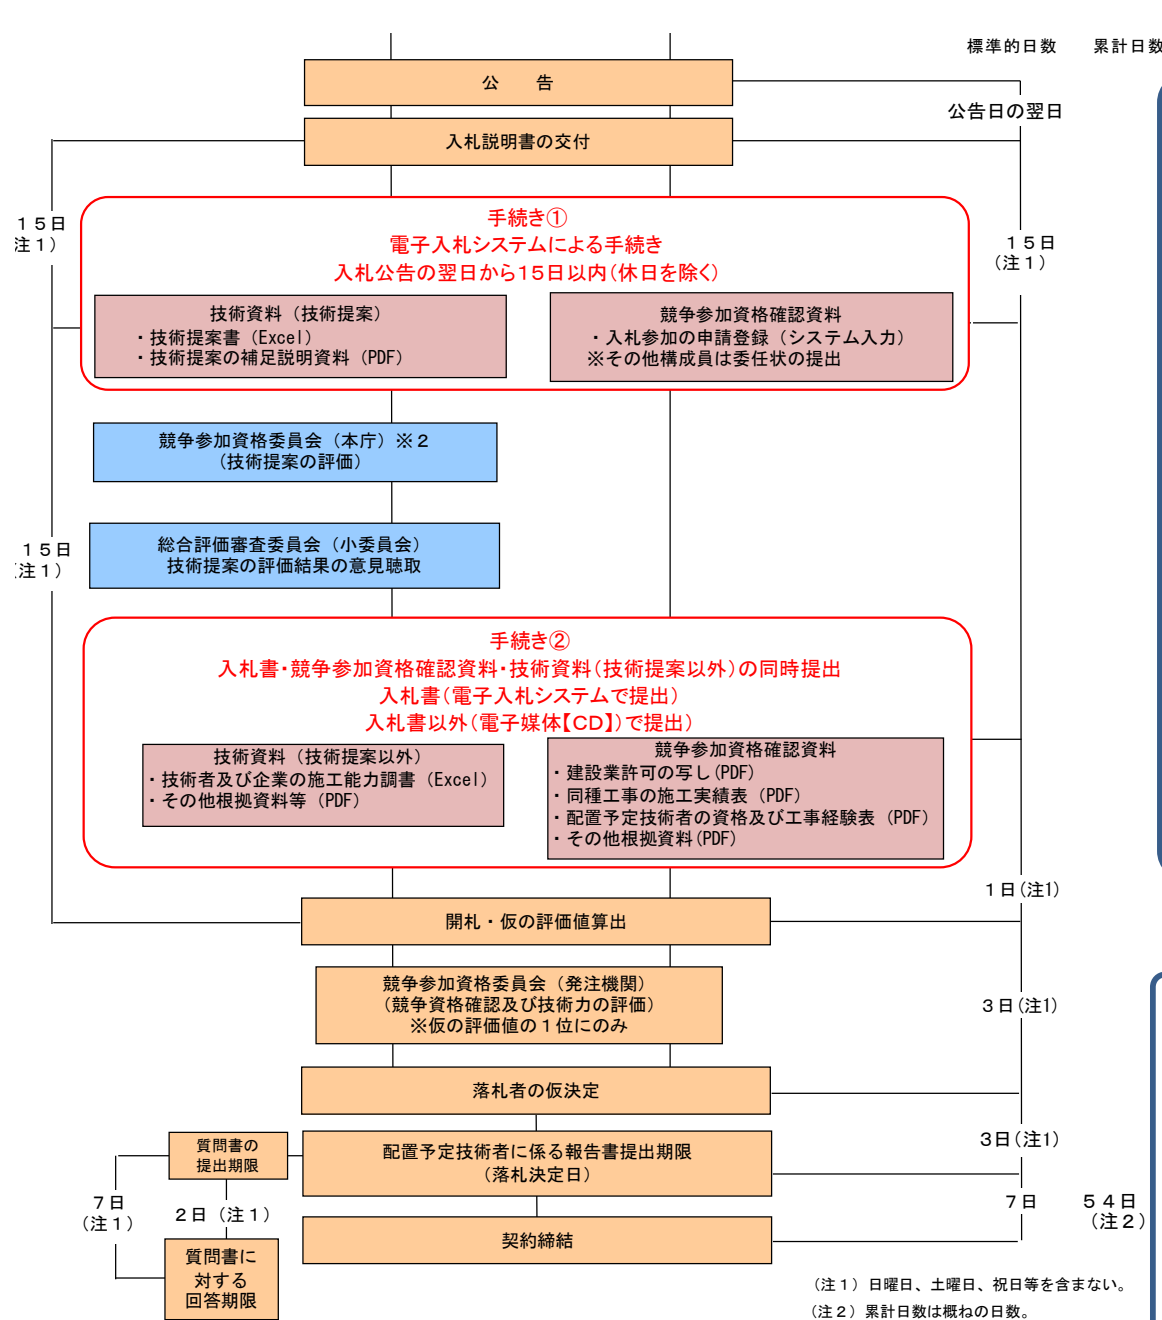 標準的日数　累計日数
公　告
公告日の翌日
入札説明書の交付
１５日
注１）
手続き①
電子入札システムによる手続き
入札公告の翌日から15日以内(休日を除く)
１５日
（注１）
技術資料（技術提案）
・技術提案書（Excel）
・技術提案の補足説明資料（PDF）
競争参加資格確認資料
・入札参加の申請登録（システム入力）
※その他構成員は委任状の提出
競争参加資格委員会（本庁）※２
（技術提案の評価）
総合評価審査委員会（小委員会）
技術提案の評価結果の意見聴取
１５日
注１）
手続き②
入札書・競争参加資格確認資料・技術資料(技術提案以外)の同時提出
入札書(電子入札システムで提出)
入札書以外(電子媒体【CD】)で提出)
技術資料（技術提案以外）
・技術者及び企業の施工能力調書（Excel）
・その他根拠資料等（PDF）
競争参加資格確認資料
・建設業許可の写し(PDF)
・同種工事の施工実績表（PDF）
・配置予定技術者の資格及び工事経験表（PDF）
・その他根拠資料(PDF)
１日(注1)
開札・仮の評価値算出
競争参加資格委員会（発注機関）
（競争資格確認及び技術力の評価）
※仮の評価値の１位にのみ
３日(注1)
落札者の仮決定
質問書の
提出期限
配置予定技術者に係る報告書提出期限
（落札決定日）
３日(注1)
７日
（注１）
２日（注１）
７日
５４日
（注２）
契約締結
質問書に
対する
回答期限
（注１）日曜日、土曜日、祝日等を含まない。
（注２）累計日数は概ねの日数。